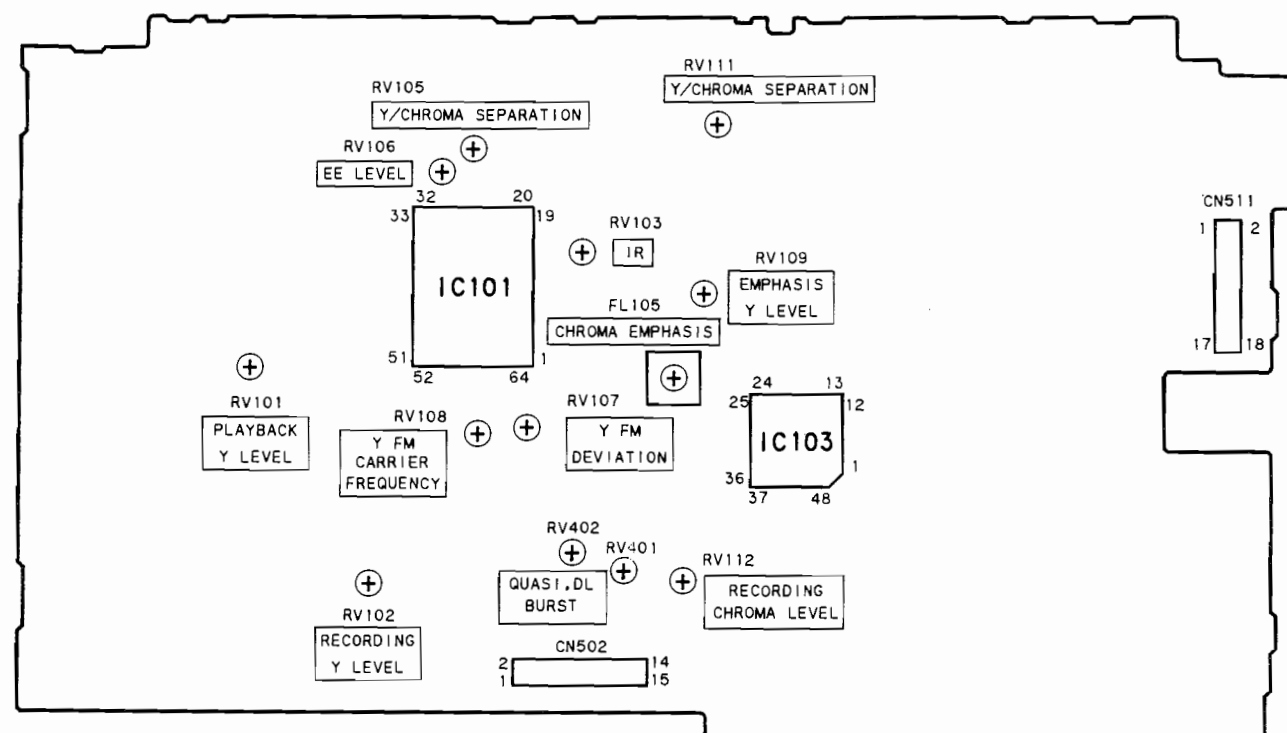 RV111
Y/CHROMA SEPARATION
RV105
Y/CHROMA SEPARATION
RV106
EE LEVEL
32
20
33
19
IC101
51
1
52
64
RV103
IR
RV109
EMPHASIS
Y LEVEL
FL105
CHROMA EMPHASIS
CN511
1
2
17
18
RV101
PLAYBACK
Y LEVEL
RV108
Y FM
CARRIER
FREQUENCY
RV107
Y FM
DEVIATION
24
13
25
12
IC103
36
1
37
48
RV402
RV401
QUASI.DL
BURST
RV112
RECORDING
CHROMA LEVEL
RV102
RECORDING
Y LEVEL
CN502
2
14
1
15